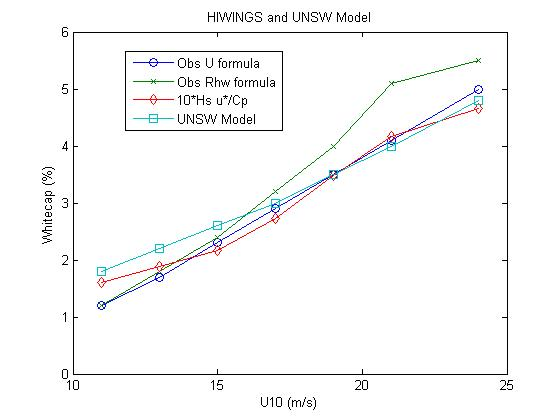 HIWINGS and UNSW Model
Obs U formula
Obs Rhw formula
10*Hs u*/Cp
UNSW Model
Whitecap (%)
6
5
4
3
2
1
0
10
15
20
25
U10 (m/s)